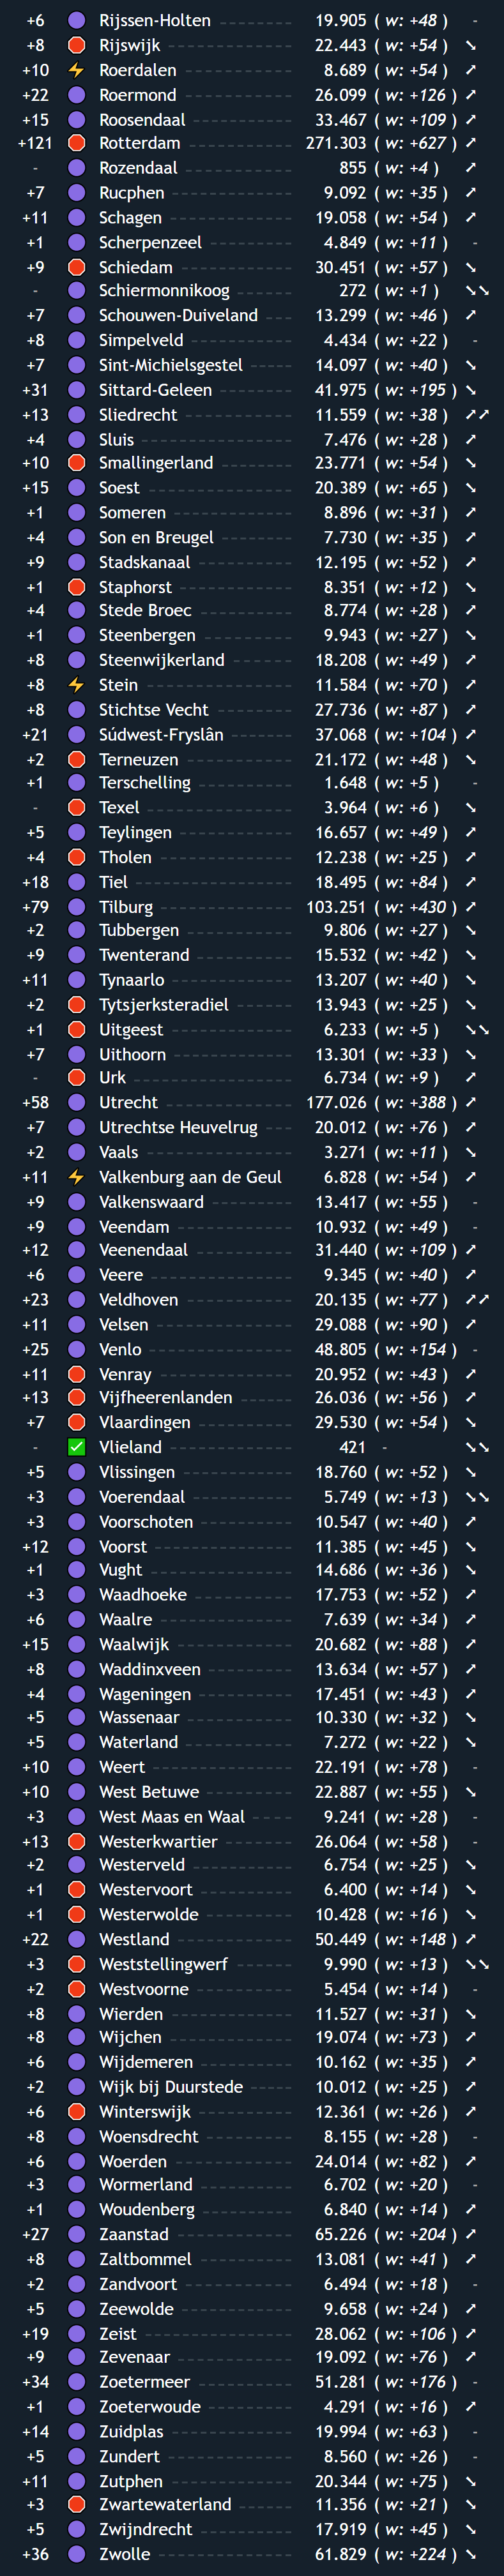 +6 Rijssen-Holten 19.905 ( w: +48 ) -
+8 Rijswijk 22.443 ( w: +54 ) ➘
+10 ⚡ Roerdalen 8.689 ( w: +54 ) ➚
+22 Roermond 26.099 ( w: +126 ) ➚
+15 Roosendaal 33.467 ( w: +109 ) ➚
+121 Rotterdam 271.303 ( w: +627 ) ➚
- Rozendaal 855 ( w: +4 ) ➚
+7 Rucphen 9.092 ( w: +35 ) ➚
+11 Schagen 19.058 ( w: +54 ) ➚
+1 Scherpenzeel 4.849 ( w: +11 ) -
+9 Schiedam 30.451 ( w: +57 ) ➘
- Schiermonnikoog 272 ( w: +1 ) ➘➘
+7 Schouwen-Duiveland 13.299 ( w: +46 ) ➚
+8 Simpelveld 4.434 ( w: +22 ) -
+7 Sint-Michielsgestel 14.097 ( w: +40 ) ➘
+31 Sittard-Geleen 41.975 ( w: +195 ) ➘
+13 Sliedrecht 11.559 ( w: +38 ) ➚➚
+4 Sluis 7.476 ( w: +28 ) ➚
+10 Smallingerland 23.771 ( w: +54 ) ➘
+15 Soest 20.389 ( w: +65 ) ➘
+1 Someren 8.896 ( w: +31 ) ➚
+4 Son en Breugel 7.730 ( w: +35 ) ➚
+9 Stadskanaal 12.195 ( w: +52 ) ➚
+1 Staphorst 8.351 ( w: +12 ) ➘
+4 Stede Broec 8.774 ( w: +28 ) ➚
+1 Steenbergen 9.943 ( w: +27 ) ➘
+8 Steenwijkerland 18.208 ( w: +49 ) ➚
+8 ⚡ Stein 11.584 ( w: +70 ) ➚
+8 Stichtse Vecht 27.736 ( w: +87 ) ➚
+21 Súdwest-Fryslân 37.068 ( w: +104 ) ➚
+2 Terneuzen 21.172 ( w: +48 ) ➘
+1 Terschelling 1.648 ( w: +5 ) -
- Texel 3.964 ( w: +6 ) ➘
+5 Teylingen 16.657 ( w: +49 ) ➚
+4 Tholen 12.238 ( w: +25 ) ➚
+18 Tiel 18.495 ( w: +84 ) ➚
+79 Tilburg 103.251 ( w: +430 ) ➚
+2 Tubbergen 9.806 ( w: +27 ) ➘
+9 Twenterand 15.532 ( w: +42 ) ➘
+11 Tynaarlo 13.207 ( w: +40 ) ➘
+2 Tytsjerksteradiel 13.943 ( w: +25 ) ➘
+1 Uitgeest 6.233 ( w: +5 ) ➘➘
+7 Uithoorn 13.301 ( w: +33 ) ➘
- Urk 6.734 ( w: +9 ) ➚
+58 Utrecht 177.026 ( w: +388 ) ➚
+7 Utrechtse Heuvelrug 20.012 ( w: +76 ) ➚
+2 Vaals 3.271 ( w: +11 ) ➘
+11 ⚡ Valkenburg aan de Geul 6.828 ( w: +54 ) ➚
+9 Valkenswaard 13.417 ( w: +55 ) -
+9 Veendam 10.932 ( w: +49 ) -
+12 Veenendaal 31.440 ( w: +109 ) ➚
+6 Veere 9.345 ( w: +40 ) ➚
+23 Veldhoven 20.135 ( w: +77 ) ➚➚
+11 Velsen 29.088 ( w: +90 ) ➚
+25 Venlo 48.805 ( w: +154 ) -
+11 Venray 20.952 ( w: +43 ) ➚
+13 Vijfheerenlanden 26.036 ( w: +56 ) ➚
+7 Vlaardingen 29.530 ( w: +54 ) ➘
- ✅ Vlieland 421 - ➘➘
+5 Vlissingen 18.760 ( w: +52 ) ➘
+3 Voerendaal 5.749 ( w: +13 ) ➘➘
+3 Voorschoten 10.547 ( w: +40 ) ➚
+12 Voorst 11.385 ( w: +45 ) ➘
+1 Vught 14.686 ( w: +36 ) ➘
+3 Waadhoeke 17.753 ( w: +52 ) ➚
+6 Waalre 7.639 ( w: +34 ) ➚
+15 Waalwijk 20.682 ( w: +88 ) ➚
+8 Waddinxveen 13.634 ( w: +57 ) ➚
+4 Wageningen 17.451 ( w: +43 ) ➚
+5 Wassenaar 10.330 ( w: +32 ) ➘
+5 Waterland 7.272 ( w: +22 ) ➘
+10 Weert 22.191 ( w: +78 ) -
+10 West Betuwe 22.887 ( w: +55 ) ➘
+3 West Maas en Waal 9.241 ( w: +28 ) -
+13 Westerkwartier 26.064 ( w: +58 ) -
+2 Westerveld 6.754 ( w: +25 ) ➘
+1 Westervoort 6.400 ( w: +14 ) ➘
+1 Westerwolde 10.428 ( w: +16 ) ➘
+22 Westland 50.449 ( w: +148 ) ➚
+3 Weststellingwerf 9.990 ( w: +13 ) ➘➘
+2 Westvoorne 5.454 ( w: +14 ) -
+8 Wierden 11.527 ( w: +31 ) ➘
+8 Wijchen 19.074 ( w: +73 ) ➚
+6 Wijdemeren 10.162 ( w: +35 ) ➚
+2 Wijk bij Duurstede 10.012 ( w: +25 ) ➚
+6 Winterswijk 12.361 ( w: +26 ) ➚
+8 Woensdrecht 8.155 ( w: +28 ) -
+6 Woerden 24.014 ( w: +82 ) ➚
+3 Wormerland 6.702 ( w: +20 ) -
+1 Woudenberg 6.840 ( w: +14 ) ➚
+27 Zaanstad 65.226 ( w: +204 ) ➚
+8 Zaltbommel 13.081 ( w: +41 ) ➚
+2 Zandvoort 6.494 ( w: +18 ) -
+5 Zeewolde 9.658 ( w: +24 ) ➚
+19 Zeist 28.062 ( w: +106 ) ➚
+9 Zevenaar 19.092 ( w: +76 ) ➚
+34 Zoetermeer 51.281 ( w: +176 ) -
+1 Zoeterwoude 4.291 ( w: +16 ) ➚
+14 Zuidplas 19.994 ( w: +63 ) -
+5 Zundert 8.560 ( w: +26 ) -
+11 Zutphen 20.344 ( w: +75 ) ➘
+3 Zwartewaterland 11.356 ( w: +21 ) ➘
+5 Zwijndrecht 17.919 ( w: +45 ) ➘
+36 Zwolle 61.829 ( w: +224 ) ➘